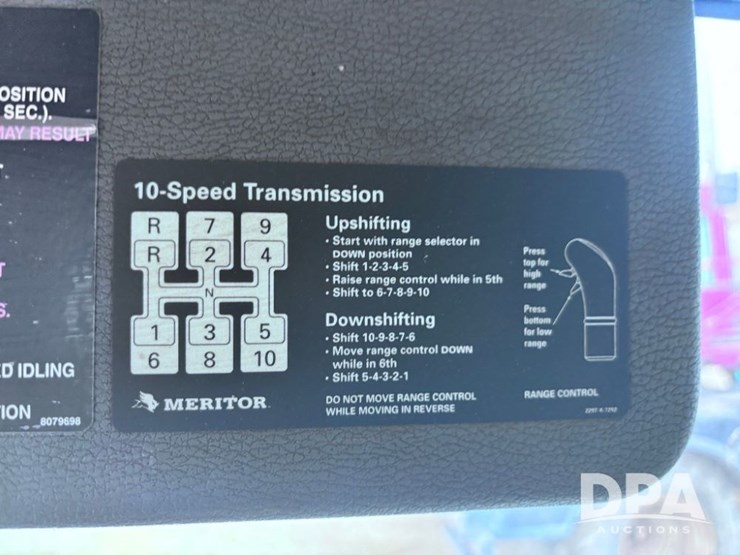 OSITION
SEC.).
MAY RESULT
T
S.
ED IDLING
ION
8079698
10-Speed Transmission
R 7 9
R 2 4
N
1 3 5
6 8 10
MERITOR
Upshifting
• Start with range selector in
DOWN position
• Shift 1-2-3-4-5
• Raise range control while in 5th
• Shift to 6-7-8-9-10
Downshifting
• Shift 10-9-8-7-6
• Move range control DOWN
while in 6th
• Shift 5-4-3-2-1
DO NOT MOVE RANGE CONTROL
WHILE MOVING IN REVERSE
Press
top for
high
range
Press
bottom
for low
range
RANGE CONTROL
DPA
AUCTIONS